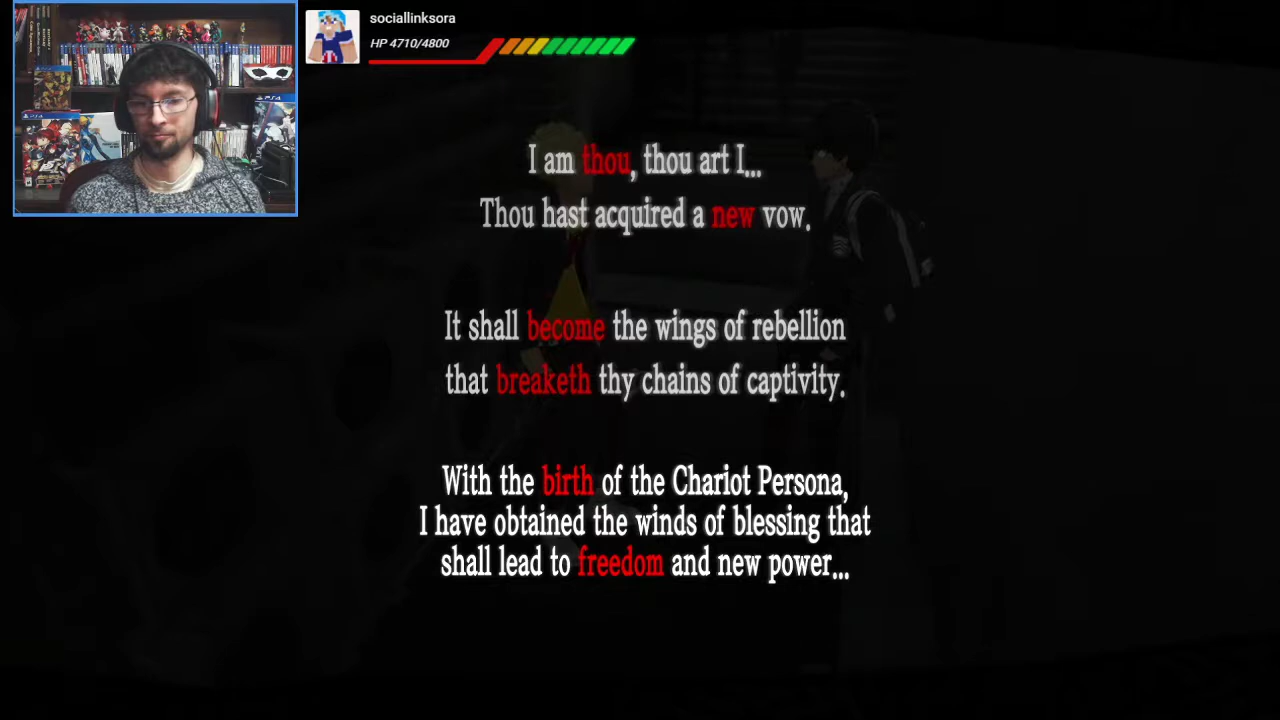 sociallinksora
HP 4710/4800
PS4
PS4
I am thou, thou art I...
Thou hast acquired a new vow.
It shall become the wings of rebellion
that breaketh thy chains of captivity.
With the birth of the Chariot Persona,
I have obtained the winds of blessing that
shall lead to freedom and new power...